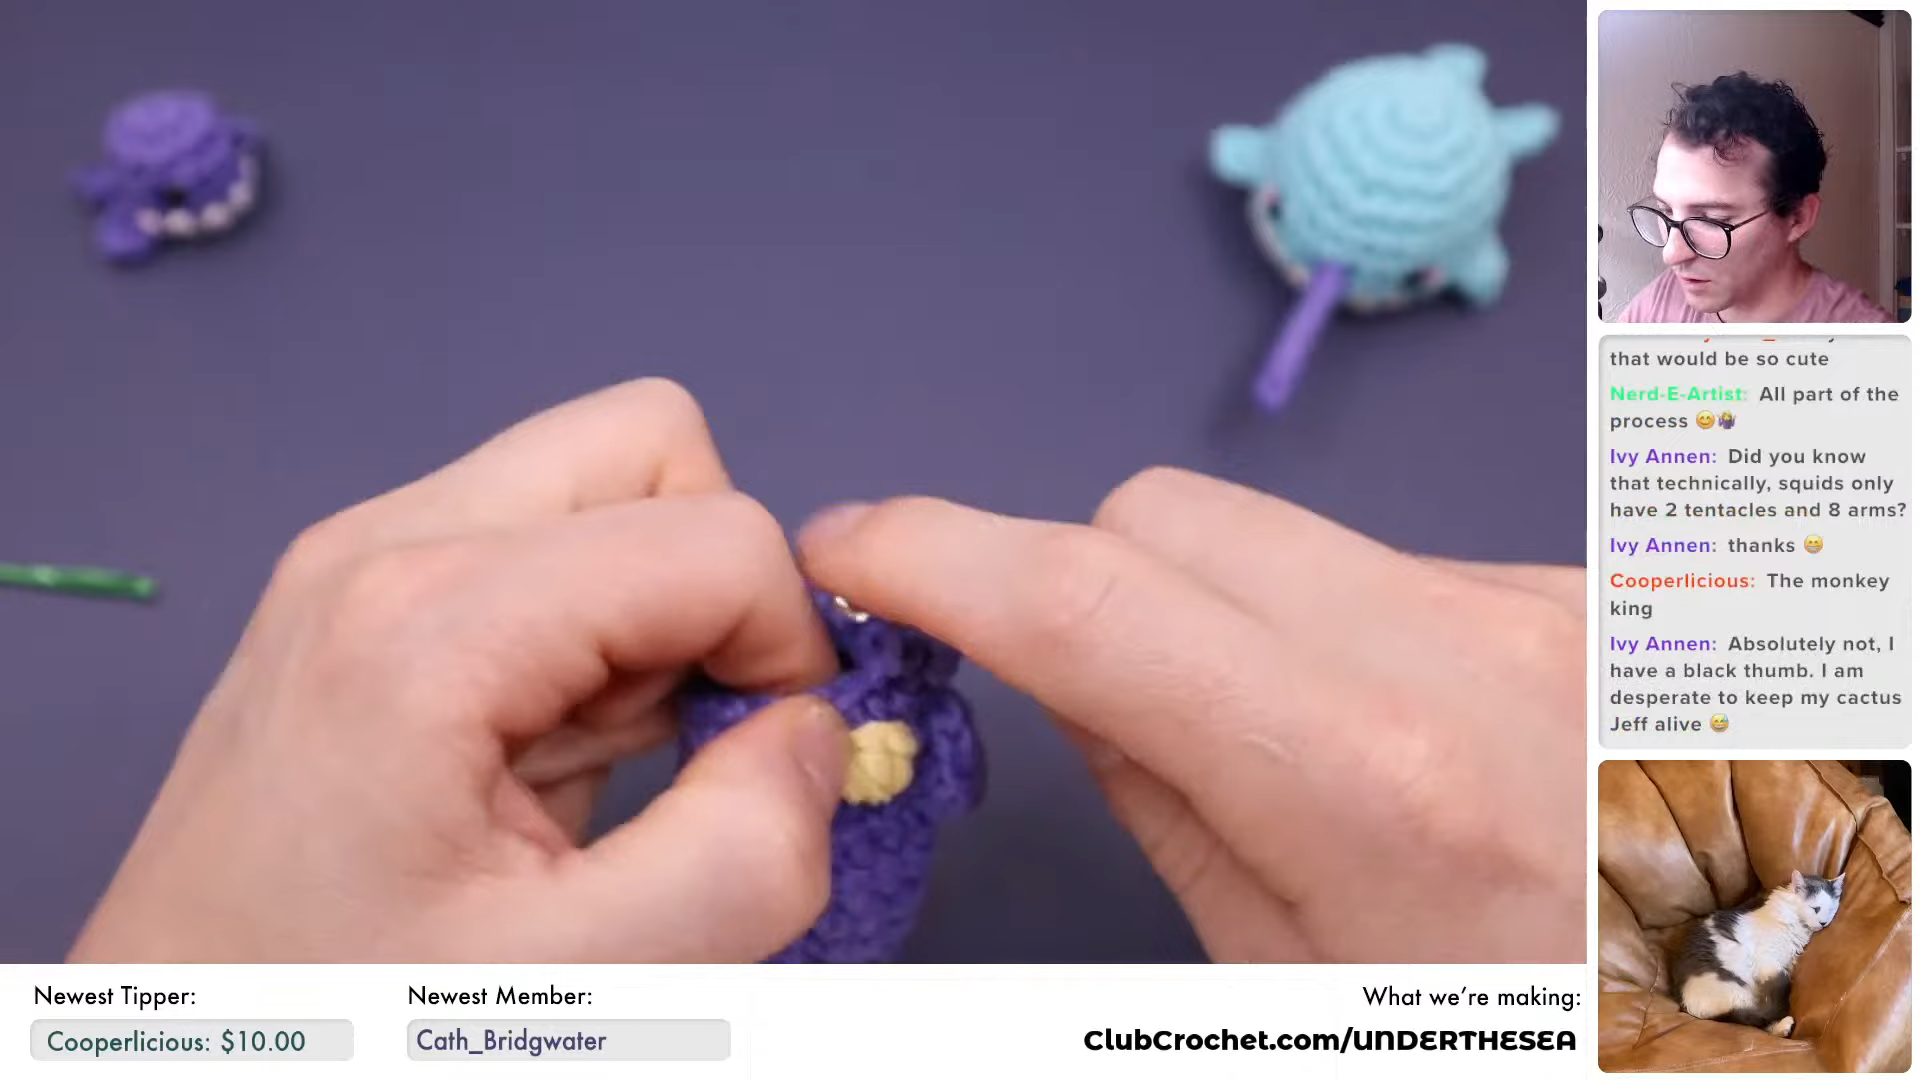 that would be so cute
Nerd-E-Artist: All part of the
process 😊🤷‍♀️
Ivy Annen: Did you know
that technically, squids only
have 2 tentacles and 8 arms?
Ivy Annen: thanks 😁
Cooperlicious: The monkey
king
Ivy Annen: Absolutely not, I
have a black thumb. I am
desperate to keep my cactus
Jeff alive 😅
Newest Tipper:
Cooperlicious: $10.00
Newest Member:
Cath_Bridgwater
What we’re making:
ClubCrochet.com/UNDERTHESEA